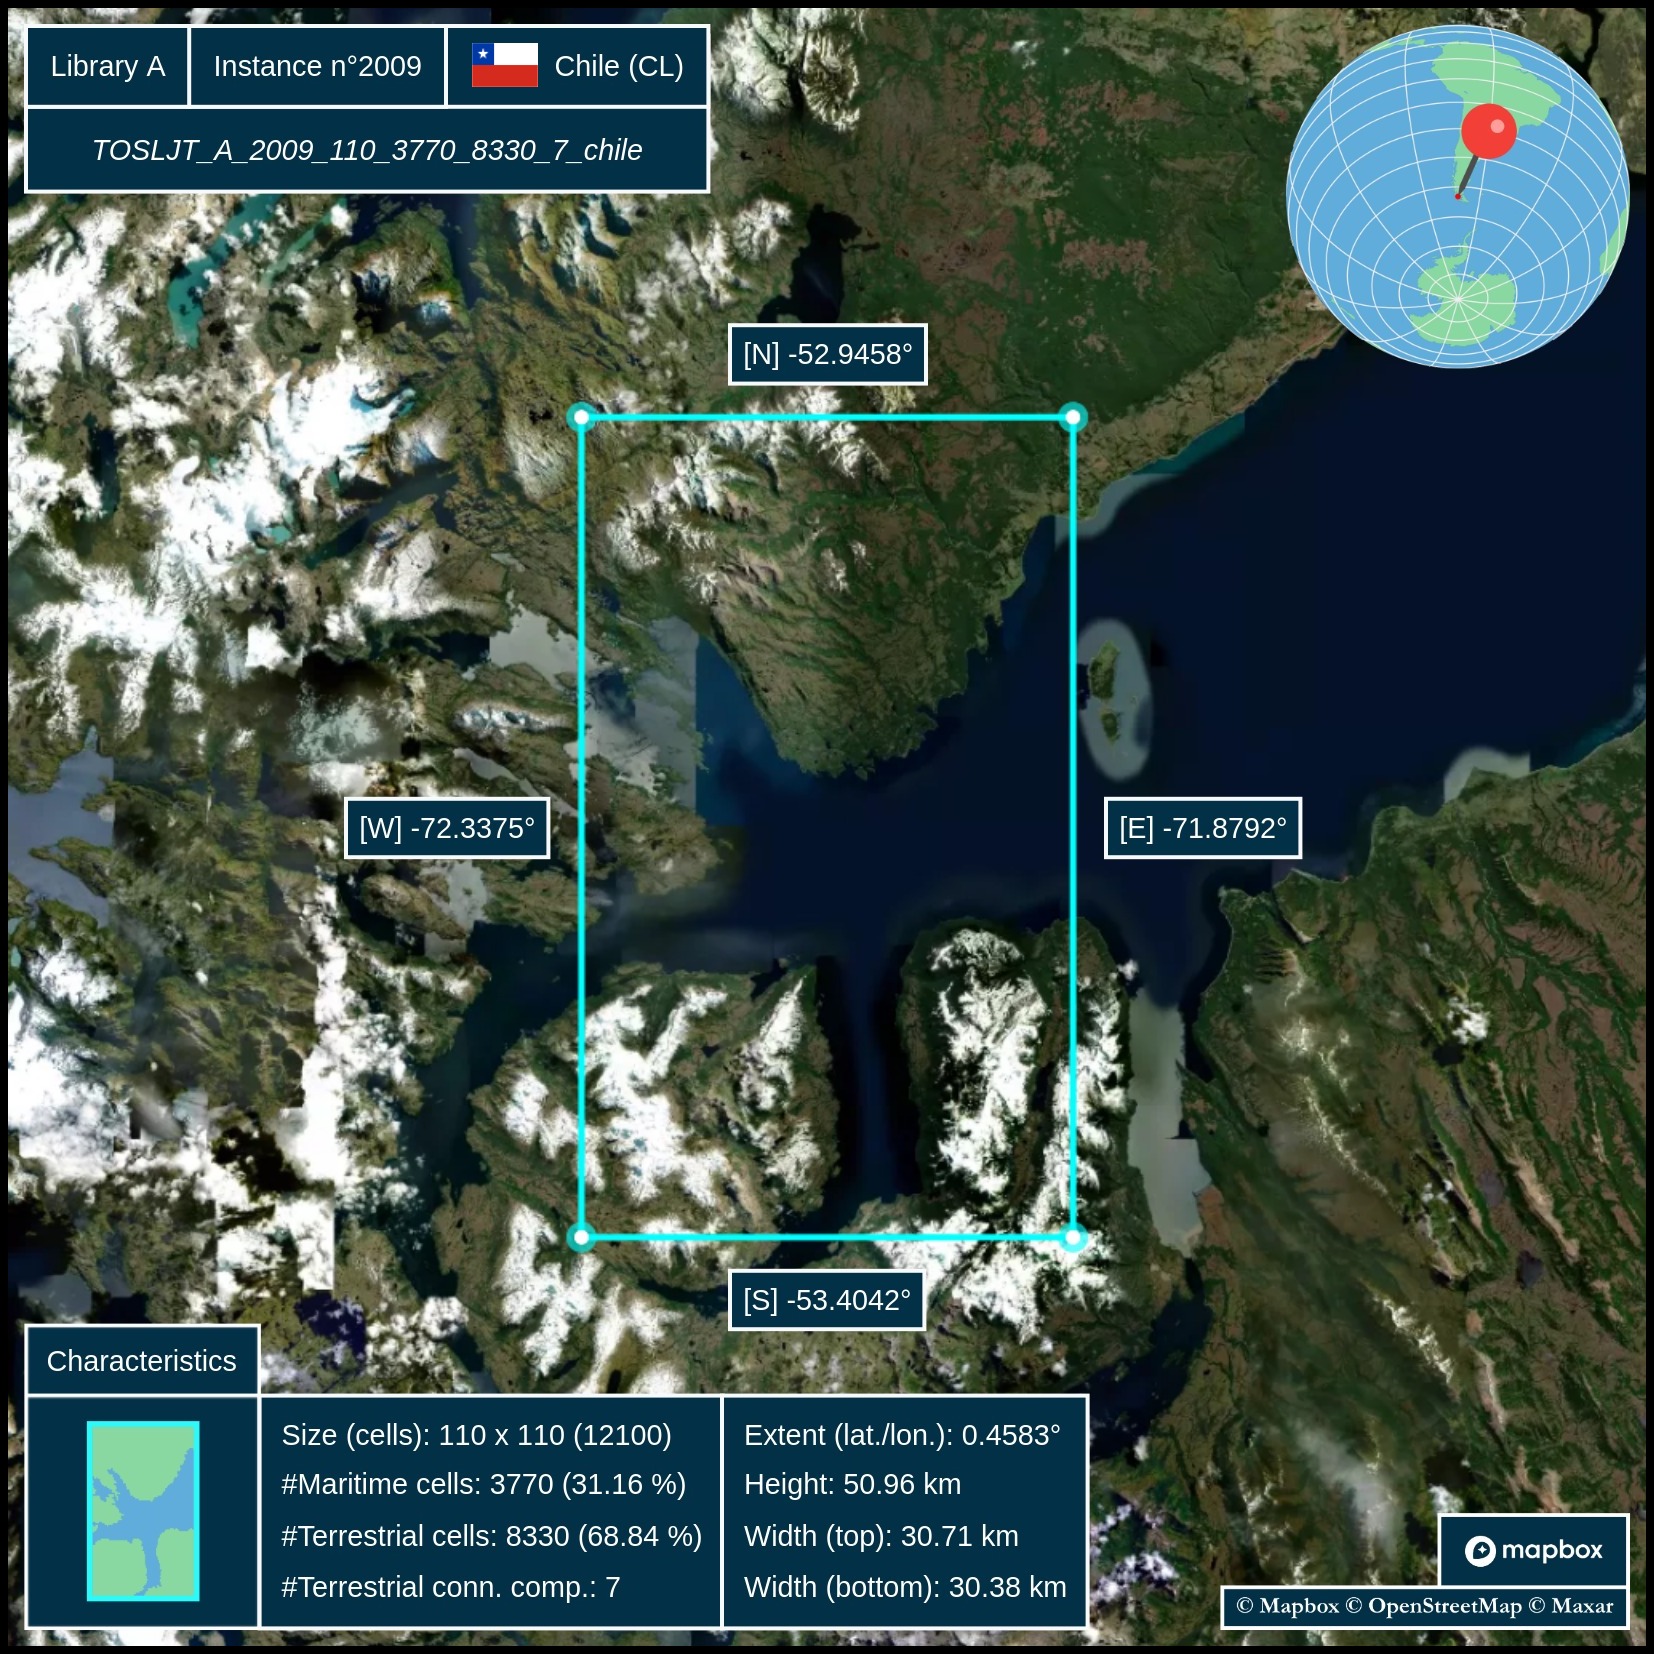 Library A
Instance n°2009
Chile (CL)
TOSLJT_A_2009_110_3770_8330_7_chile
[N] -52.9458°
[W] -72.3375°
[E] -71.8792°
[S] -53.4042°
Characteristics
Size (cells): 110 x 110 (12100)
#Maritime cells: 3770 (31.16 %)
#Terrestrial cells: 8330 (68.84 %)
#Terrestrial conn. comp.: 7
Extent (lat./lon.): 0.4583°
Height: 50.96 km
Width (top): 30.71 km
Width (bottom): 30.38 km
mapbox
© Mapbox © OpenStreetMap © Maxar